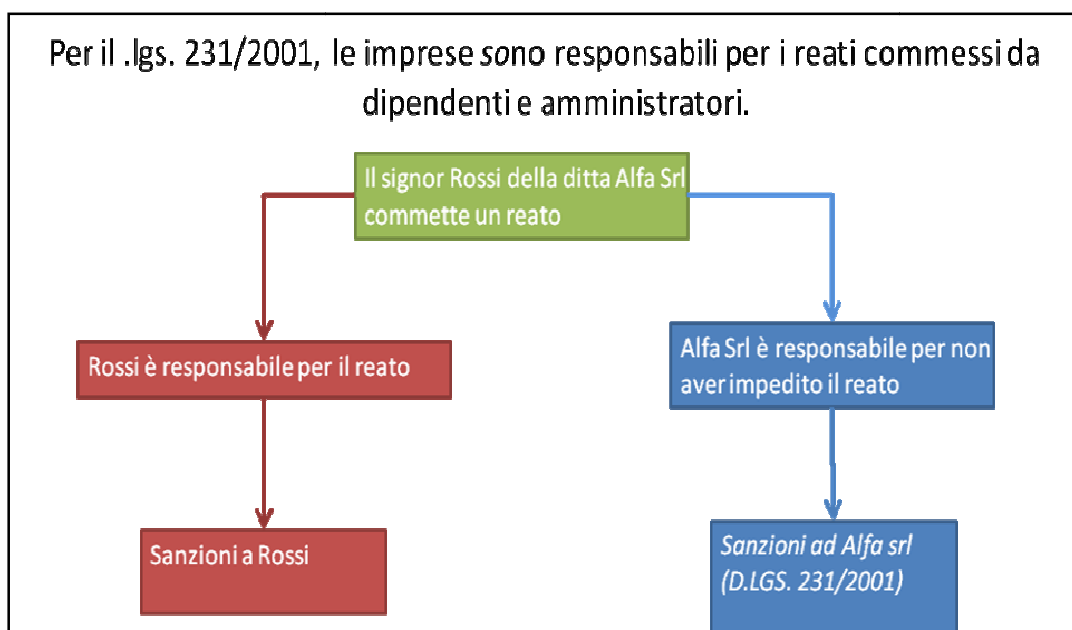 Per il .lgs. 231/2001, le imprese sono responsabili per i reati commessi da
dipendenti e amministratori.
Il signor Rossi della ditta Alfa Srl
commette un reato
Rossi è responsabile per il reato
Alfa Srl è responsabile per non
aver impedito il reato
Sanzioni a Rossi
Sanzioni ad Alfa srl
(D.LGS. 231/2001)